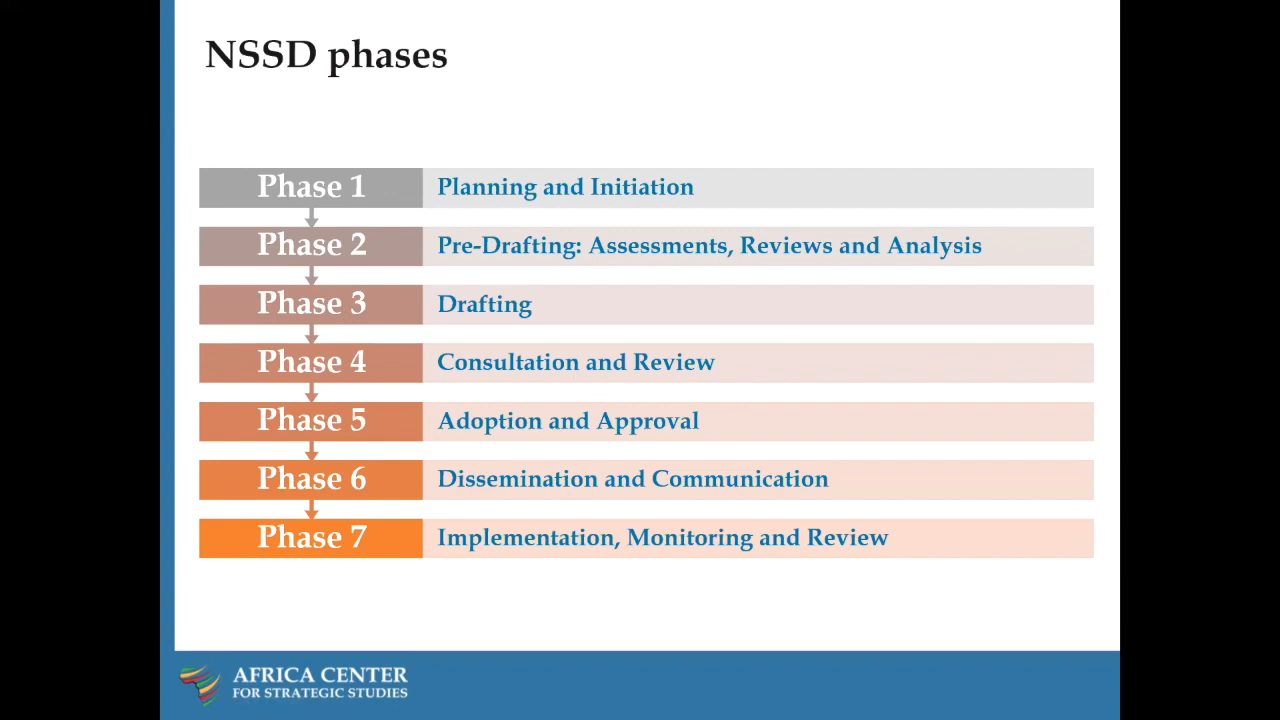 NSSD phases
Phase 1
Planning and Initiation
Phase 2
Pre-Drafting: Assessments, Reviews and Analysis
Phase 3
Drafting
Phase 4
Consultation and Review
Phase 5
Adoption and Approval
Phase 6
Dissemination and Communication
Phase 7
Implementation, Monitoring and Review
AFRICA CENTER
FOR STRATEGIC STUDIES